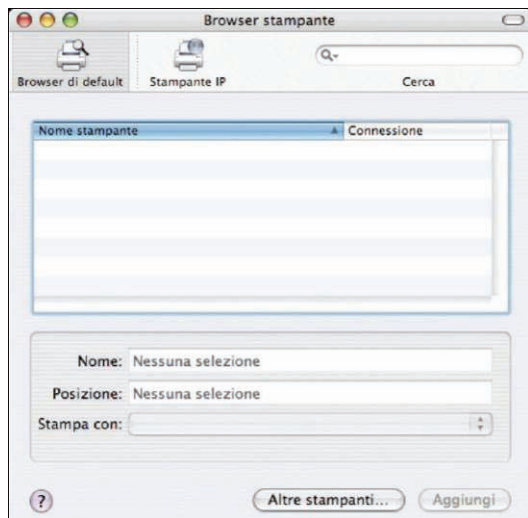 Browser stampante
Browser di default
Stampante IP
Cerca
Nome stampante
Connessione
Nome: Nessuna selezione
Posizione: Nessuna selezione
Stampa con:
?
Altre stampanti...
Aggiungi